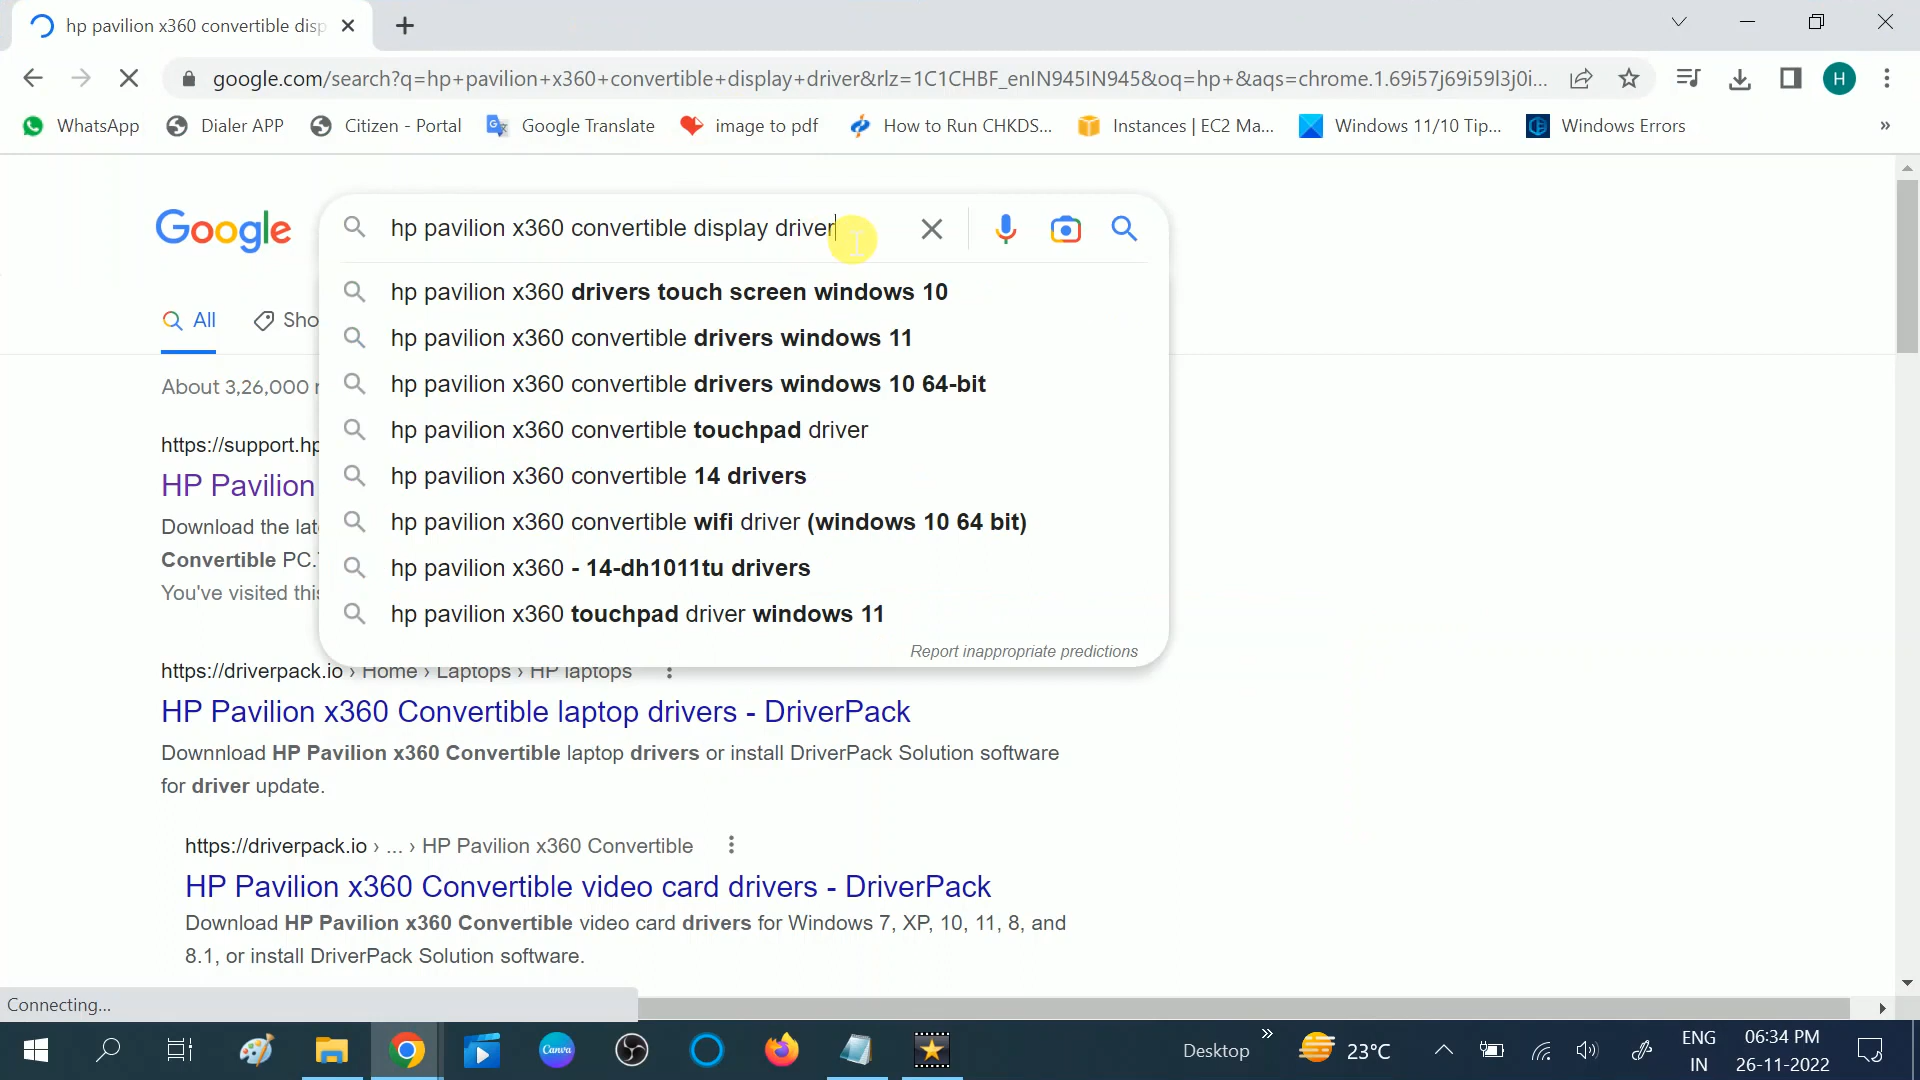 hp pavilion x360 convertible disp
google.com/search?q=hp+pavilion+x360+convertible+display+driver&rlz=1C1CHBF_enIN945IN945&oq=hp+&aqs=chrome.1.69i57j69i59l3j0i...
H
WhatsApp
Dialer APP
Citizen - Portal
Google Translate
image to pdf
How to Run CHKDS...
Instances | EC2 Ma...
Windows 11/10 Tip...
Windows Errors
»
Google
hp pavilion x360 convertible display driver
hp pavilion x360 drivers touch screen windows 10
hp pavilion x360 convertible drivers windows 11
hp pavilion x360 convertible drivers windows 10 64-bit
hp pavilion x360 convertible touchpad driver
hp pavilion x360 convertible 14 drivers
hp pavilion x360 convertible wifi driver (windows 10 64 bit)
hp pavilion x360 - 14-dh1011tu drivers
hp pavilion x360 touchpad driver windows 11
Report inappropriate predictions
All
Sho
About 3,26,000 r
https://support.hp
HP Pavilion
Download the lat
Convertible PC.
You've visited this
https://driverpack.io › Home › Laptops › HP laptops
HP Pavilion x360 Convertible laptop drivers - DriverPack
Downnload HP Pavilion x360 Convertible laptop drivers or install DriverPack Solution software
for driver update.
https://driverpack.io › ... › HP Pavilion x360 Convertible
HP Pavilion x360 Convertible video card drivers - DriverPack
Download HP Pavilion x360 Convertible video card drivers for Windows 7, XP, 10, 11, 8, and
8.1, or install DriverPack Solution software.
Connecting...
Canva
Desktop
»
23°C
ENG
IN
06:34 PM
26-11-2022